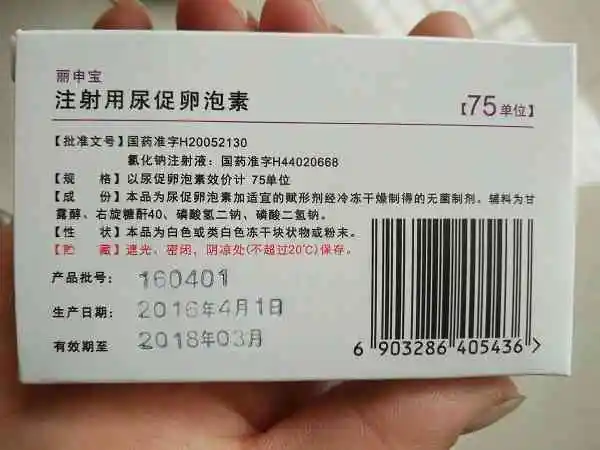 丽申宝
注射用尿促卵泡素
【75单位】
【批准文号】国药准字H20052130
氯化钠注射液：国药准字H44020668
【规　格】以尿促卵泡素效价计 75单位
【成　份】本品为尿促卵泡素加适宜的赋形剂经冷冻干燥制得的无菌制剂。辅料为甘
露醇、右旋糖酐40、磷酸氢二钠、磷酸二氢钠。
【性　状】本品为白色或类白色冻干块状物或粉末。
【贮　藏】遮光、密闭，阴凉处(不超过20℃)保存。
产品批号：160401
生产日期：2016年4月1日
有效期至 2018年03月
6 903286 405436 >